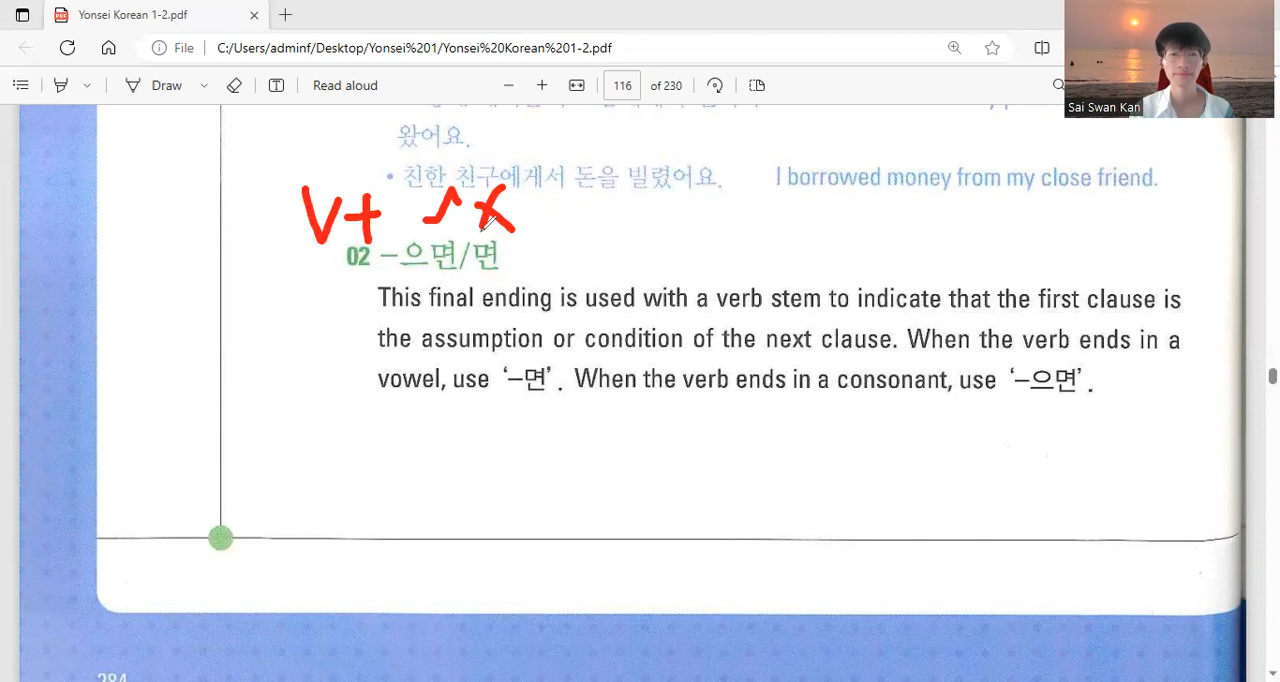 Yonsei Korean 1-2.pdf
File C:/Users/adminf/Desktop/Yonsei%201/Yonsei%20Korean%201-2.pdf
Draw Read aloud 116 of 230
Sai Swan Kan
왔어요.
• 친한 친구에게서 돈을 빌렸어요. I borrowed money from my close friend.
V+
02 –으면/면
This final ending is used with a verb stem to indicate that the first clause is
the assumption or condition of the next clause. When the verb ends in a
vowel, use ‘–면’. When the verb ends in a consonant, use ‘–으면’.
284